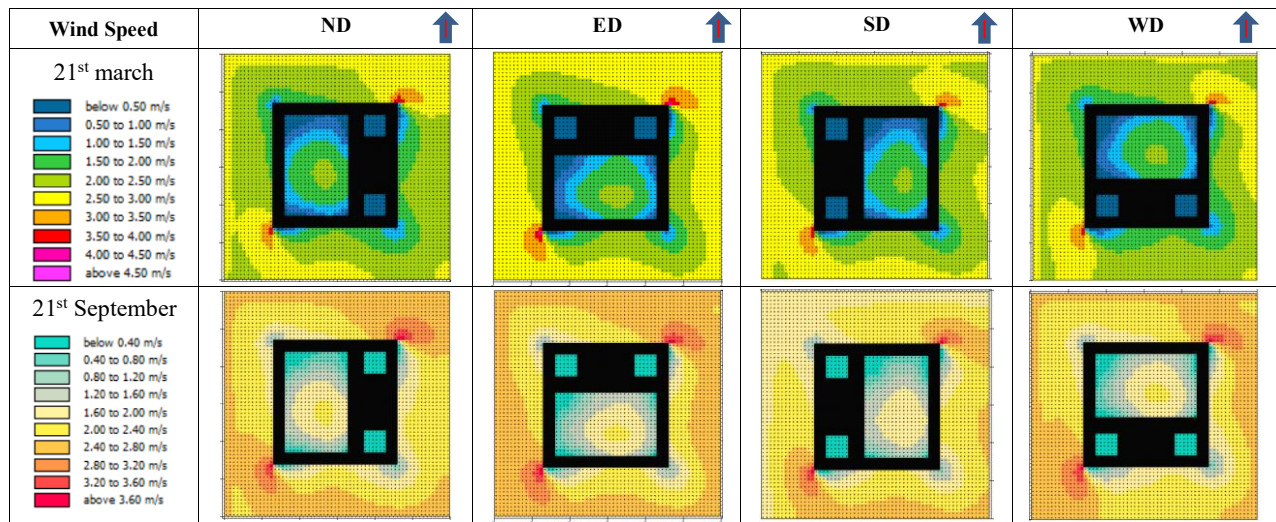 Wind Speed ND ED SD WD
21st march
below 0.50 m/s
0.50 to 1.00 m/s
1.00 to 1.50 m/s
1.50 to 2.00 m/s
2.00 to 2.50 m/s
2.50 to 3.00 m/s
3.00 to 3.50 m/s
3.50 to 4.00 m/s
4.00 to 4.50 m/s
above 4.50 m/s
21st September
below 0.40 m/s
0.40 to 0.80 m/s
0.80 to 1.20 m/s
1.20 to 1.60 m/s
1.60 to 2.00 m/s
2.00 to 2.40 m/s
2.40 to 2.80 m/s
2.80 to 3.20 m/s
3.20 to 3.60 m/s
above 3.60 m/s